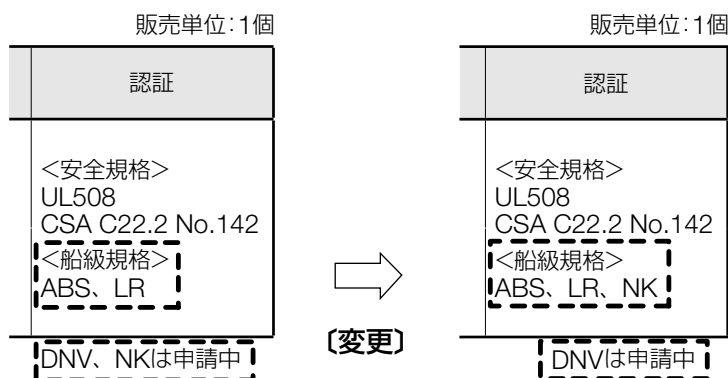 販売単位：1個
認証
＜安全規格＞
UL508
CSA C22.2 No.142
＜船級規格＞
ABS、LR
DNV、NKは申請中
〔変更〕
販売単位：1個
認証
＜安全規格＞
UL508
CSA C22.2 No.142
＜船級規格＞
ABS、LR、NK
DNVは申請中